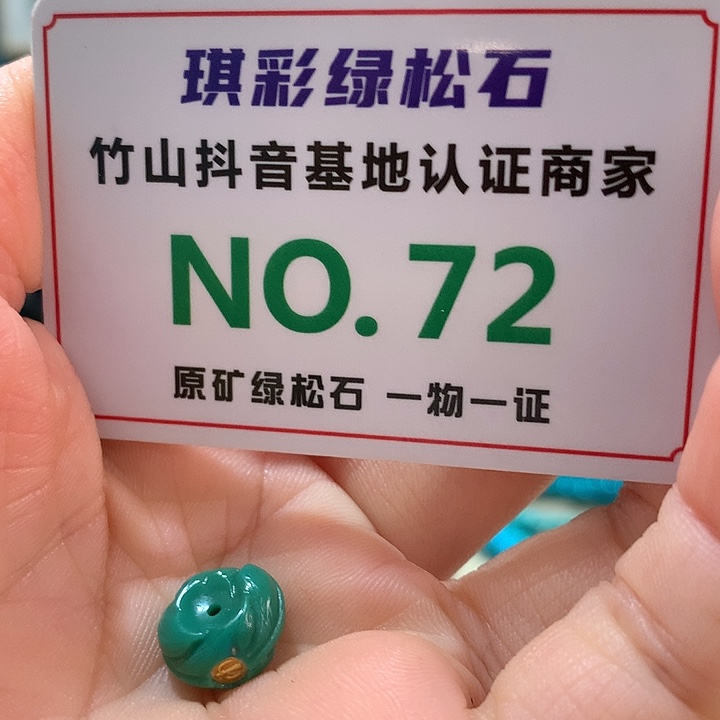 琪彩绿松石
竹山抖音基地认证商家
NO.72
原矿绿松石 一物一证